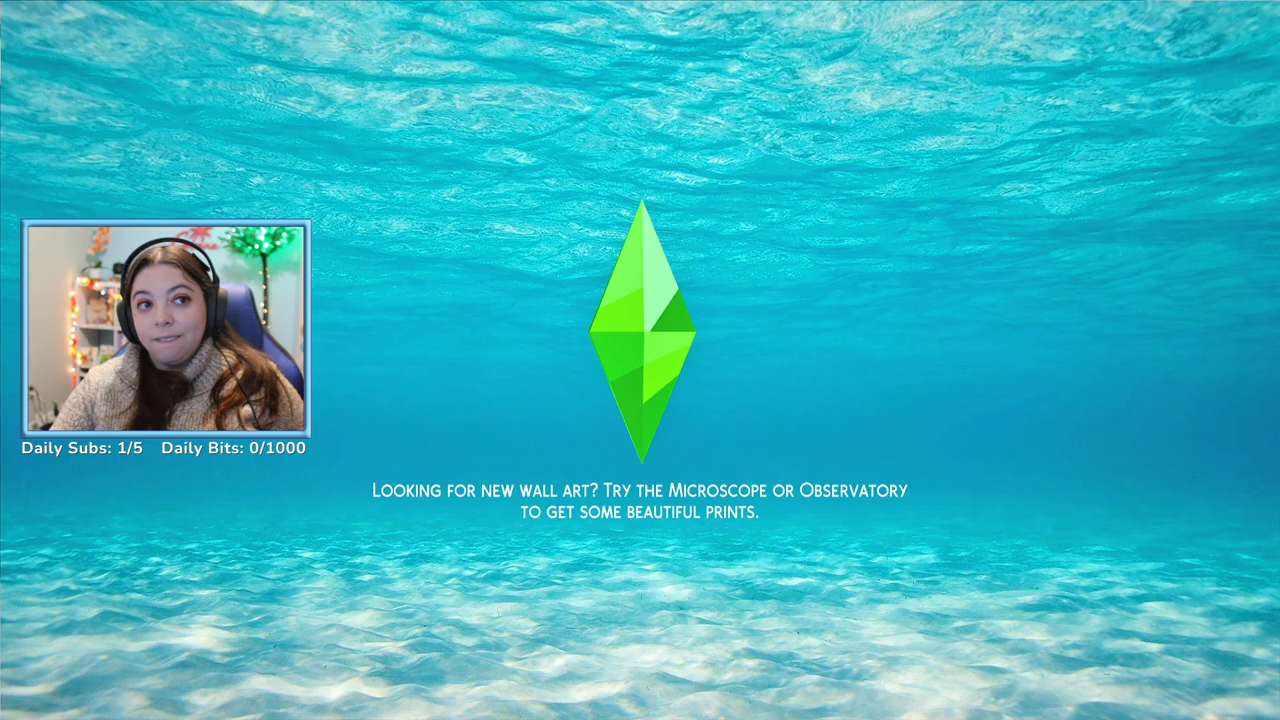 Daily Subs: 1/5 Daily Bits: 0/1000
LOOKING FOR NEW WALL ART? TRY THE MICROSCOPE OR OBSERVATORY
TO GET SOME BEAUTIFUL PRINTS.